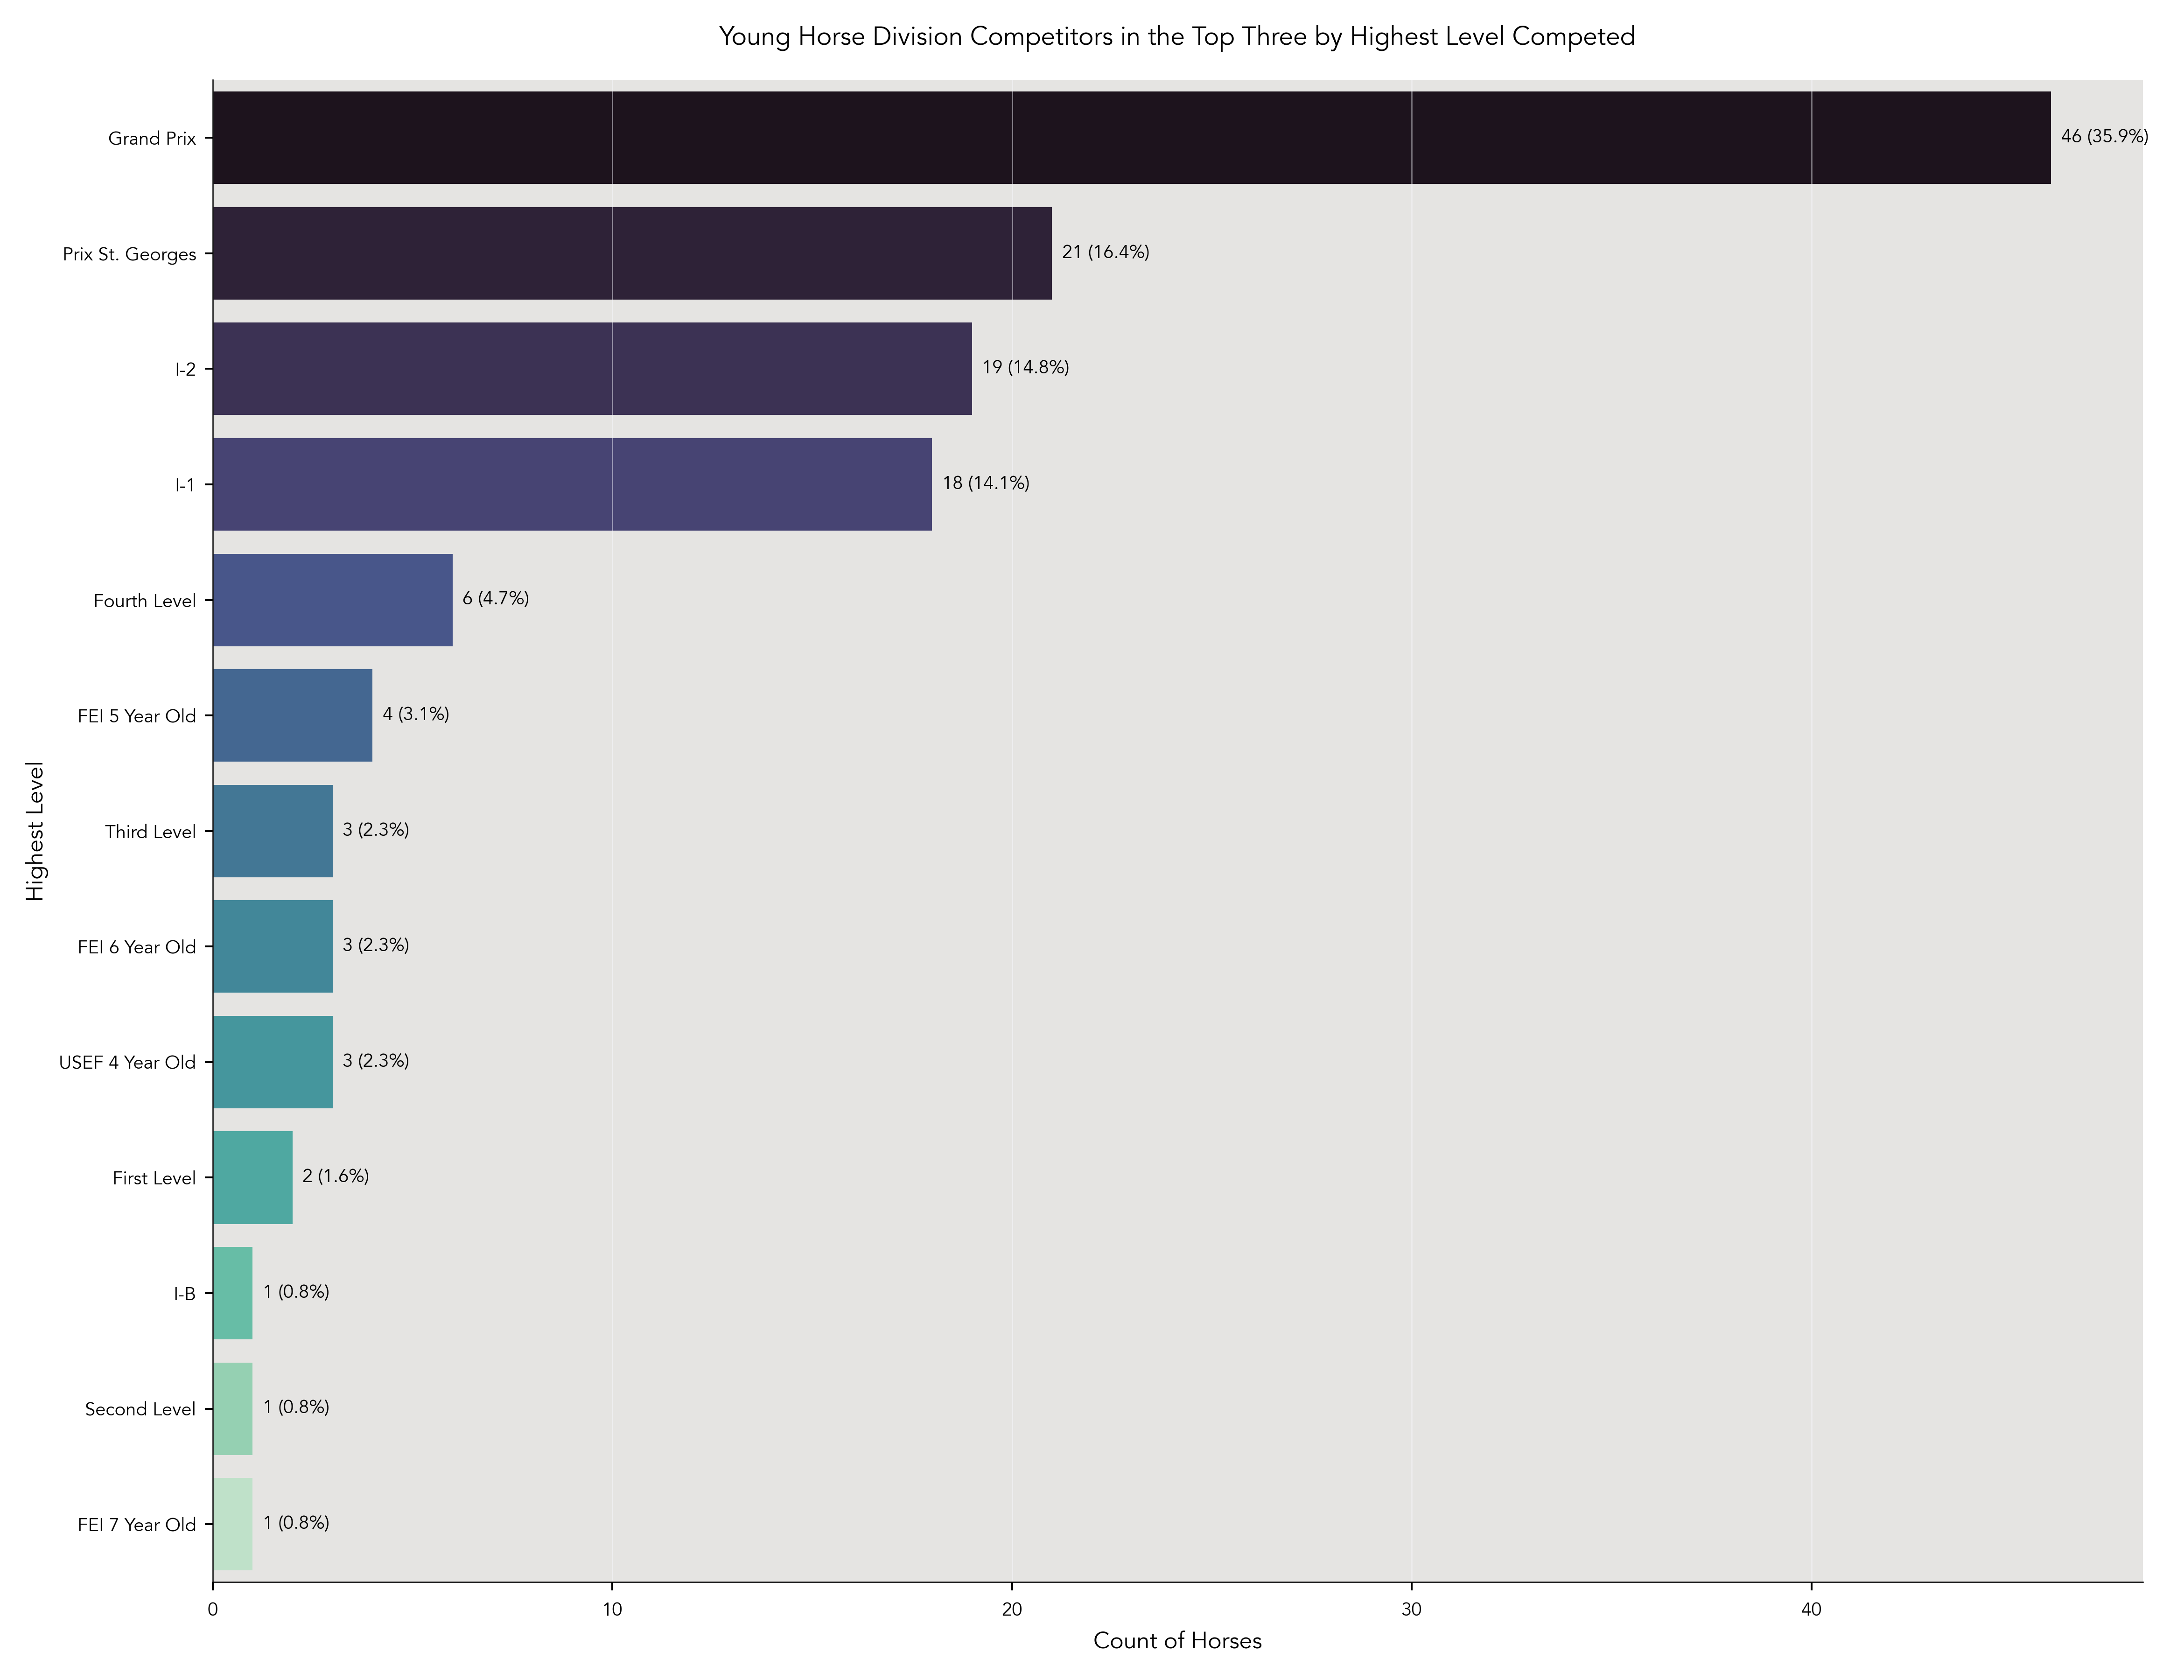 Young Horse Division Competitors in the Top Three by Highest Level Competed
Grand Prix
46 (35.9%)
Prix St. Georges
21 (16.4%)
I-2
19 (14.8%)
I-1
18 (14.1%)
Fourth Level
6 (4.7%)
FEI 5 Year Old
4 (3.1%)
Third Level
3 (2.3%)
FEI 6 Year Old
3 (2.3%)
USEF 4 Year Old
3 (2.3%)
First Level
2 (1.6%)
I-B
1 (0.8%)
Second Level
1 (0.8%)
FEI 7 Year Old
1 (0.8%)
Highest Level
0 10 20 30 40
Count of Horses